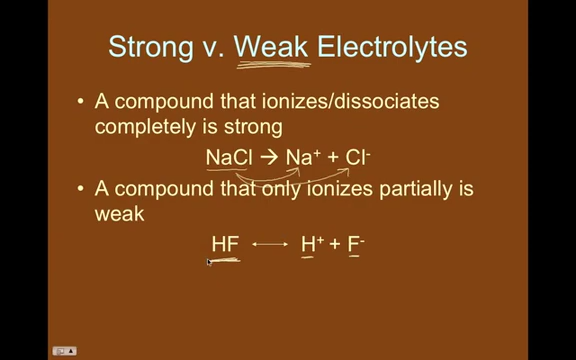 Strong v. Weak Electrolytes
• A compound that ionizes/dissociates
completely is strong
NaCl → Na⁺ + Cl⁻
• A compound that only ionizes partially is
weak
HF ↔ H⁺ + F⁻